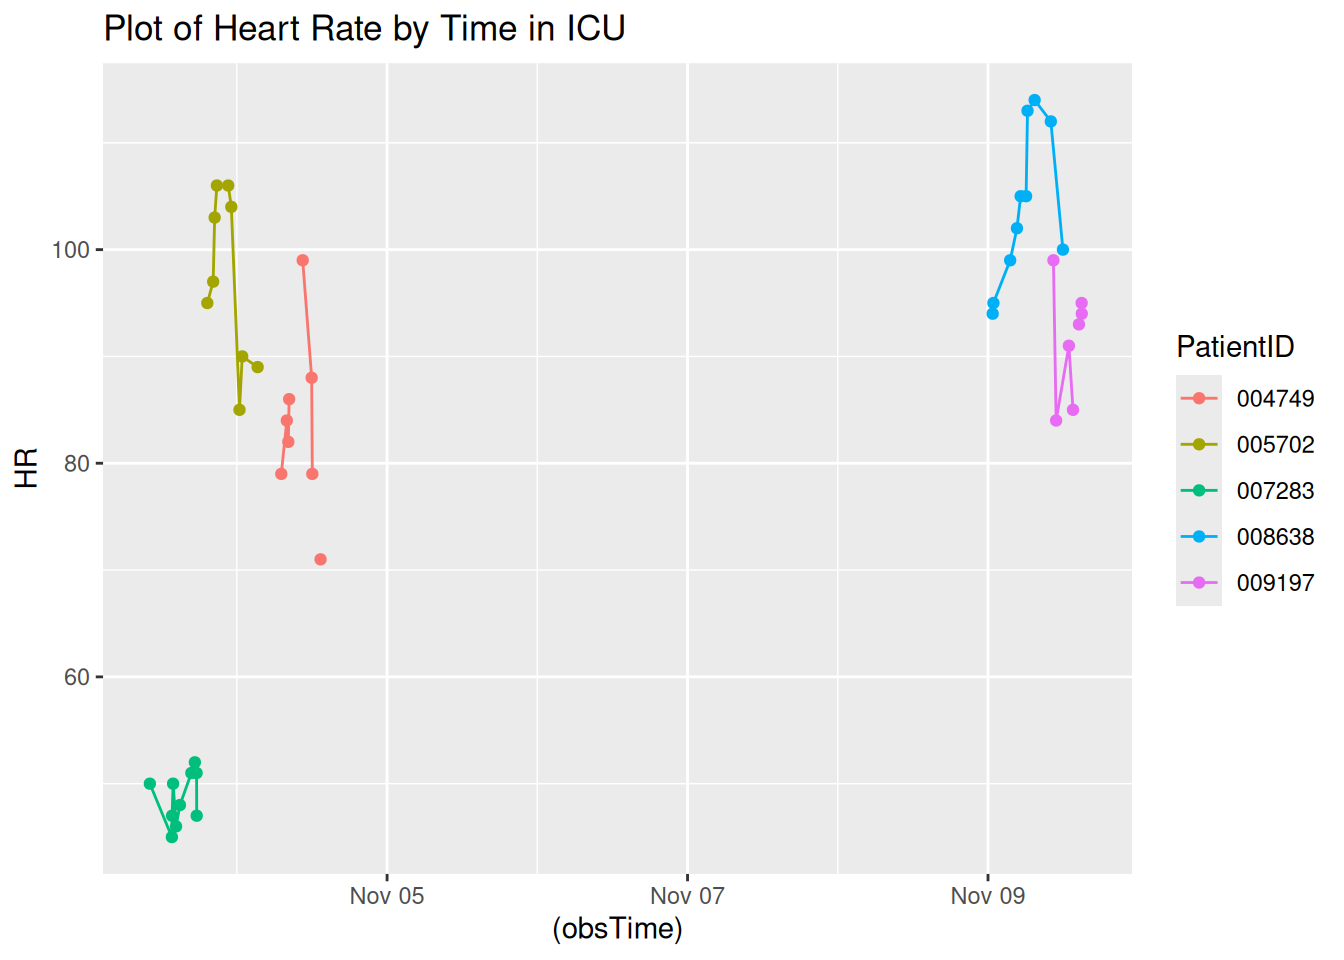 Plot of Heart Rate by Time in ICU
HR
100
80
60
Nov 05
Nov 07
Nov 09
(obsTime)
PatientID
004749
005702
007283
008638
009197